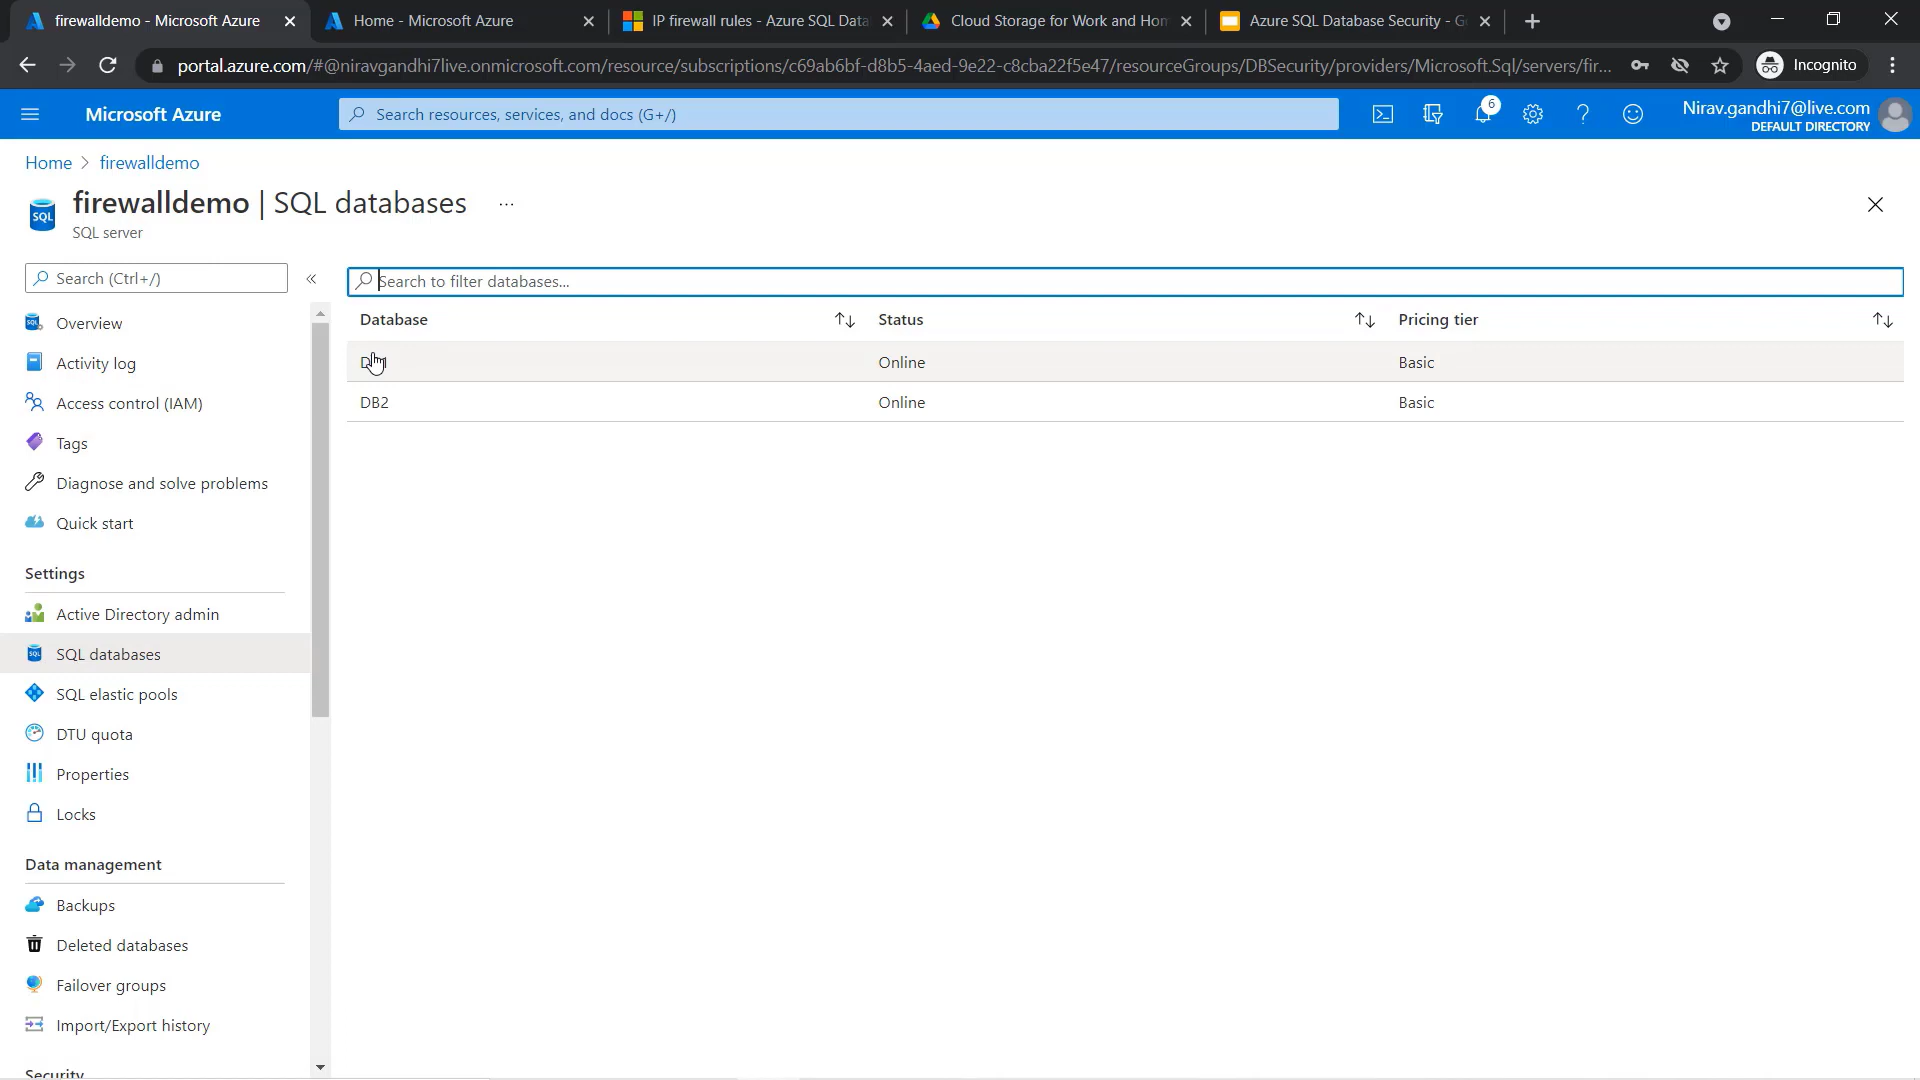 firewalldemo - Microsoft Azure
Home - Microsoft Azure
IP firewall rules - Azure SQL Data
Cloud Storage for Work and Hom
Azure SQL Database Security - G
portal.azure.com/#@niravgandhi7live.onmicrosoft.com/resource/subscriptions/c69ab6bf-d8b5-4aed-9e22-c8cba22f5e47/resourceGroups/DBSecurity/providers/Microsoft.Sql/servers/fir...
Incognito
Microsoft Azure
Search resources, services, and docs (G+/)
6
Nirav.gandhi7@live.com
DEFAULT DIRECTORY
Home > firewalldemo
SQL
firewalldemo | SQL databases ...
SQL server
Search (Ctrl+/)
«
Search to filter databases...
Database
Status
Pricing tier
Online
Basic
DB2
Online
Basic
Overview
Activity log
Access control (IAM)
Tags
Diagnose and solve problems
Quick start
Settings
Active Directory admin
SQL databases
SQL elastic pools
DTU quota
Properties
Locks
Data management
Backups
Deleted databases
Failover groups
Import/Export history
Security